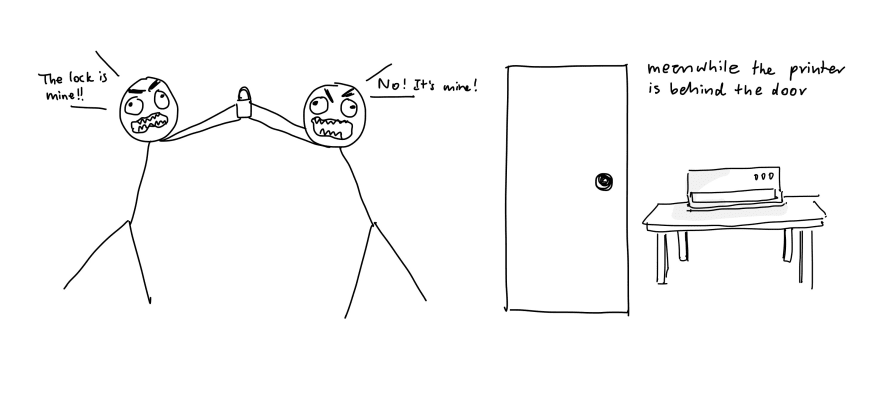 The lock is
mine!!
No! It's mine!
meanwhile the printer
is behind the door